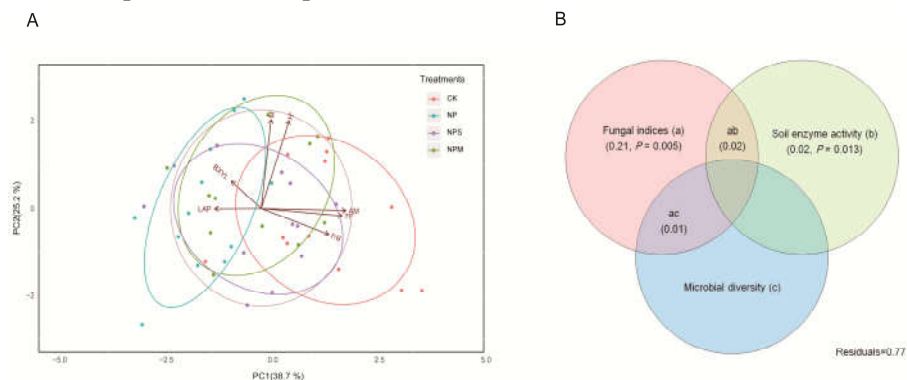 A
B
Treatments
CK
NP
NPS
NPM
BXYL
LAP
2
0
-2
PC2(25.2 %)
-5.0
-2.5
0.0
2.5
5.0
PC1(38.7 %)
Fungal indices (a)
(0.21, P = 0.005)
ab
(0.02)
Soil enzyme activity (b)
(0.02, P = 0.013)
ac
(0.01)
Microbial diversity (c)
Residuals=0.77